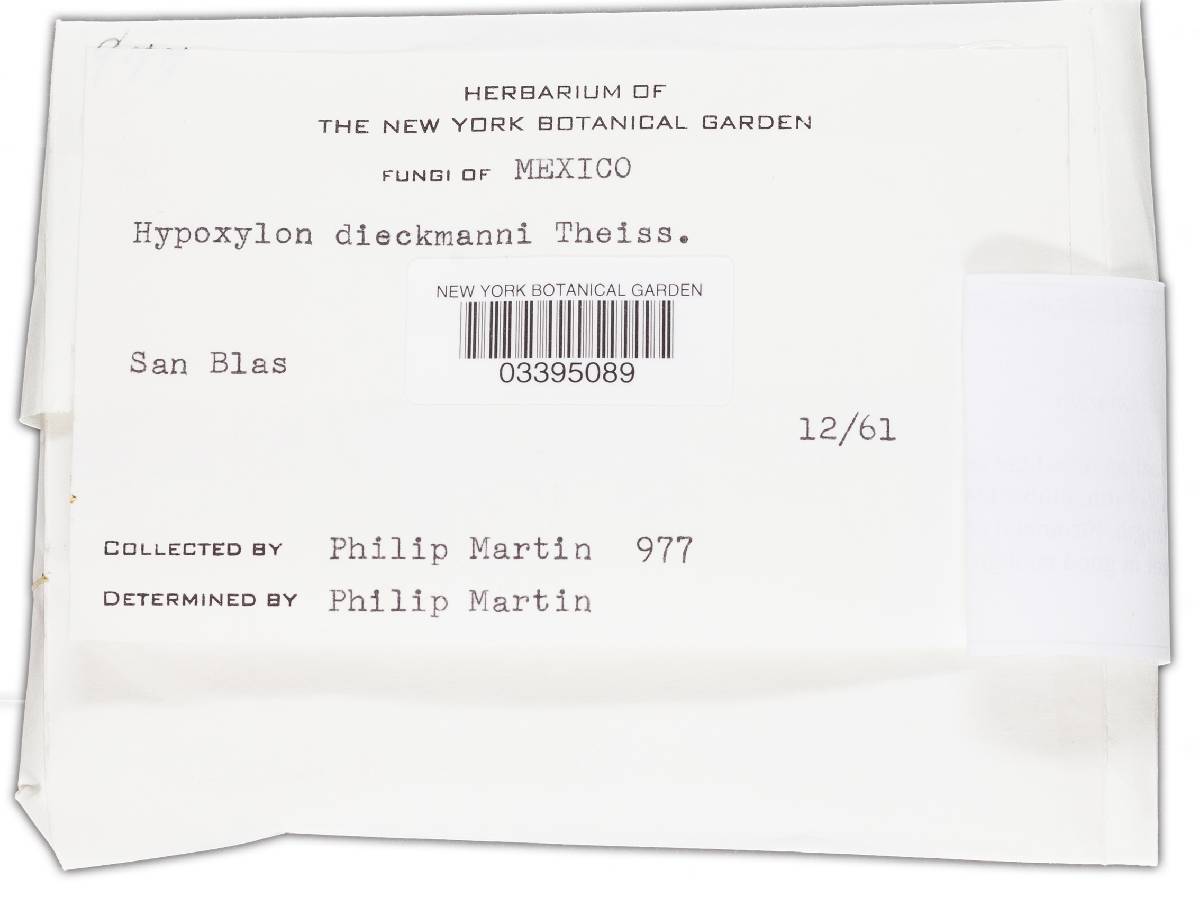 HERBARIUM OF
THE NEW YORK BOTANICAL GARDEN
FUNGI OF MEXICO
Hypoxylon dieckmanni Theiss.
NEW YORK BOTANICAL GARDEN
03395089
San Blas
12/61
COLLECTED BY Philip Martin 977
DETERMINED BY Philip Martin